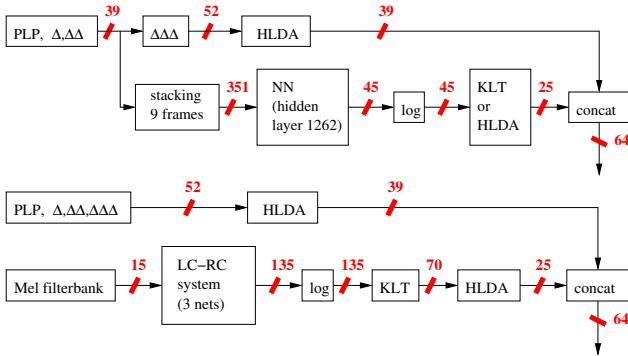 39
52
39
PLP, Δ,ΔΔ
ΔΔΔ
HLDA
351
45
45
25
stacking
9 frames
NN
(hidden
layer 1262)
log
KLT
or
HLDA
concat
64
52
39
PLP, Δ,ΔΔ,ΔΔΔ
HLDA
15
135
135
70
25
Mel filterbank
LC−RC
system
(3 nets)
log
KLT
HLDA
concat
64